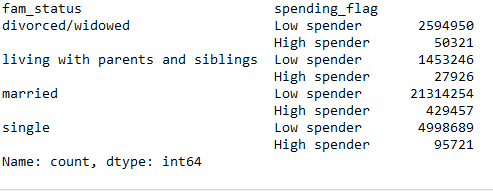 fam_status                        spending_flag
divorced/widowed                  Low spender      2594950
                                  High spender       50321
living with parents and siblings  Low spender      1453246
                                  High spender       27926
married                           Low spender     21314254
                                  High spender      429457
single                            Low spender      4998689
                                  High spender       95721
Name: count, dtype: int64